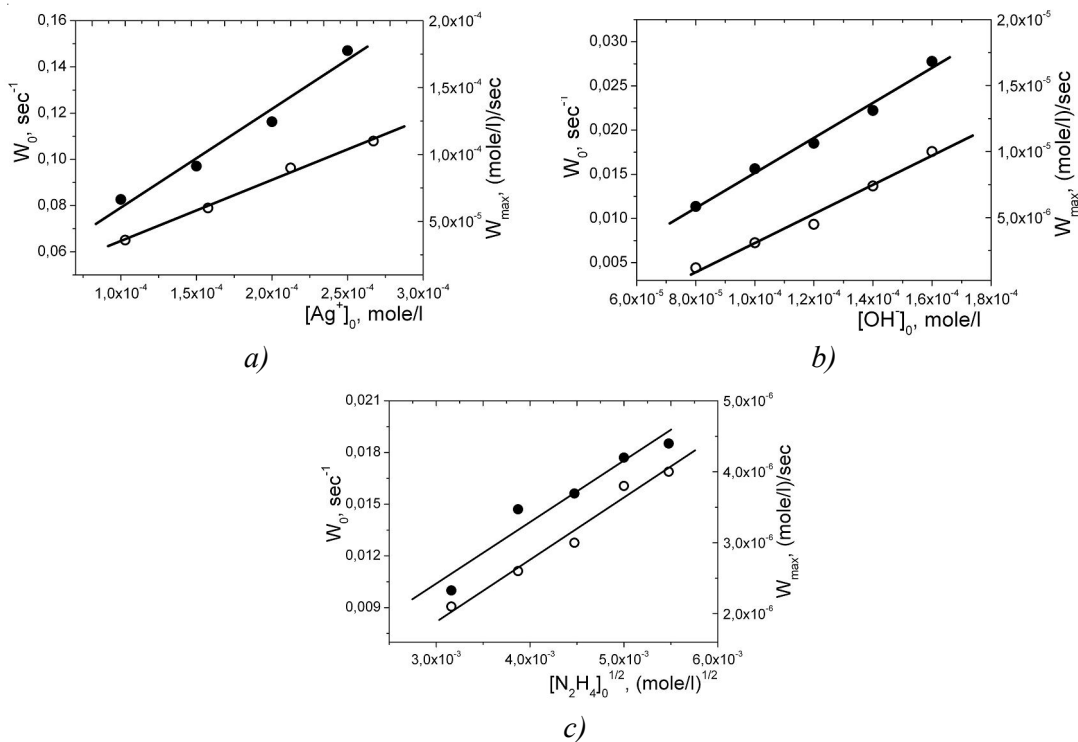 0,16
0,14
0,12
0,10
0,08
0,06
W0, sec-1
2,0x10-4
1,5x10-4
1,0x10-4
5,0x10-5
Wmax, (mole/l)/sec
1,0x10-4 1,5x10-4 2,0x10-4 2,5x10-4 3,0x10-4
[Ag+]0, mole/l
a)
0,030
0,025
0,020
0,015
0,010
0,005
W0, sec-1
2,0x10-5
1,5x10-5
1,0x10-5
5,0x10-6
Wmax, (mole/l)/sec
6,0x10-5 8,0x10-5 1,0x10-4 1,2x10-4 1,4x10-4 1,6x10-4 1,8x10-4
[OH-]0, mole/l
b)
0,021
0,018
0,015
0,012
0,009
W0, sec-1
5,0x10-6
4,0x10-6
3,0x10-6
2,0x10-6
Wmax, (mole/l)/sec
3,0x10-3 4,0x10-3 5,0x10-3 6,0x10-3
[N2H4]0 1/2, (mole/l)1/2
c)